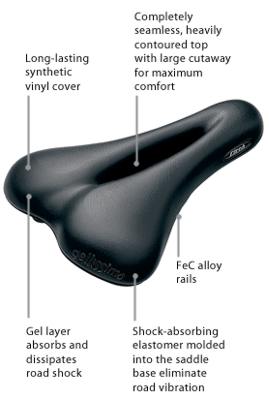 Completely
seamless, heavily
contoured top
with large cutaway
for maximum
comfort
Long-lasting
synthetic
vinyl cover
FeC alloy
rails
Gel layer
absorbs and
dissipates
road shock
Shock-absorbing
elastomer molded
into the saddle
base eliminate
road vibration